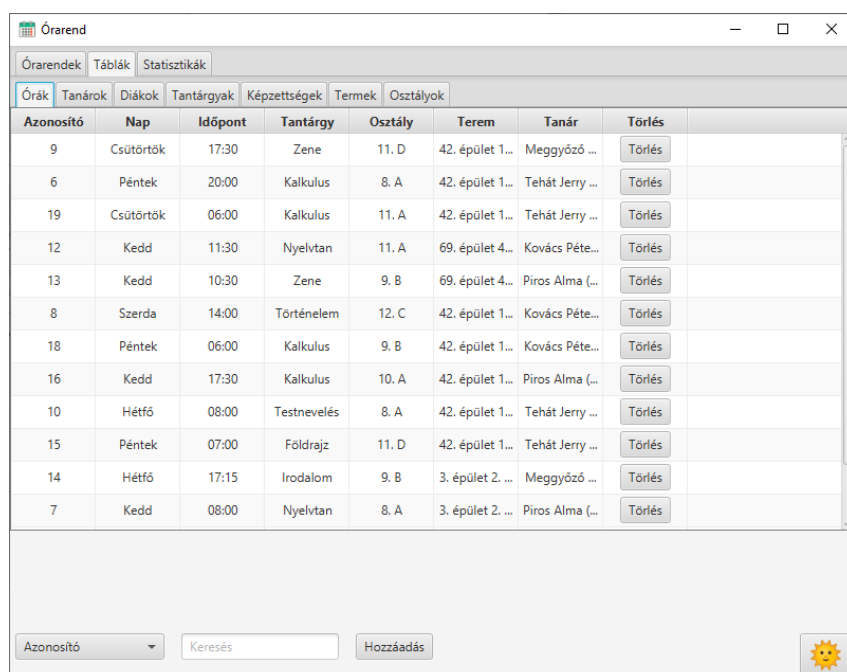 Órarend
Órarendek Táblák Statisztikák
Órák Tanárok Diákok Tantárgyak Képzettségek Termek Osztályok
Azonosító Nap Időpont Tantárgy Osztály Terem Tanár Törlés
9 Csütörtök 17:30 Zene 11. D 42. épület 1... Meggyőző ... Törlés
6 Péntek 20:00 Kalkulus 8. A 42. épület 1... Tehát Jerry ... Törlés
19 Csütörtök 06:00 Kalkulus 11. A 42. épület 1... Tehát Jerry ... Törlés
12 Kedd 11:30 Nyelvtan 11. A 69. épület 4... Kovács Péte... Törlés
13 Kedd 10:30 Zene 9. B 69. épület 4... Piros Alma (... Törlés
8 Szerda 14:00 Történelem 12. C 42. épület 1... Kovács Péte... Törlés
18 Péntek 06:00 Kalkulus 9. B 42. épület 1... Kovács Péte... Törlés
16 Kedd 17:30 Kalkulus 10. A 42. épület 1... Piros Alma (... Törlés
10 Hétfő 08:00 Testnevelés 8. A 42. épület 1... Tehát Jerry ... Törlés
15 Péntek 07:00 Földrajz 11. D 42. épület 1... Tehát Jerry ... Törlés
14 Hétfő 17:15 Irodalom 9. B 3. épület 2. ... Meggyőző ... Törlés
7 Kedd 08:00 Nyelvtan 8. A 3. épület 2. ... Piros Alma (... Törlés
Azonosító Keresés Hozzáadás